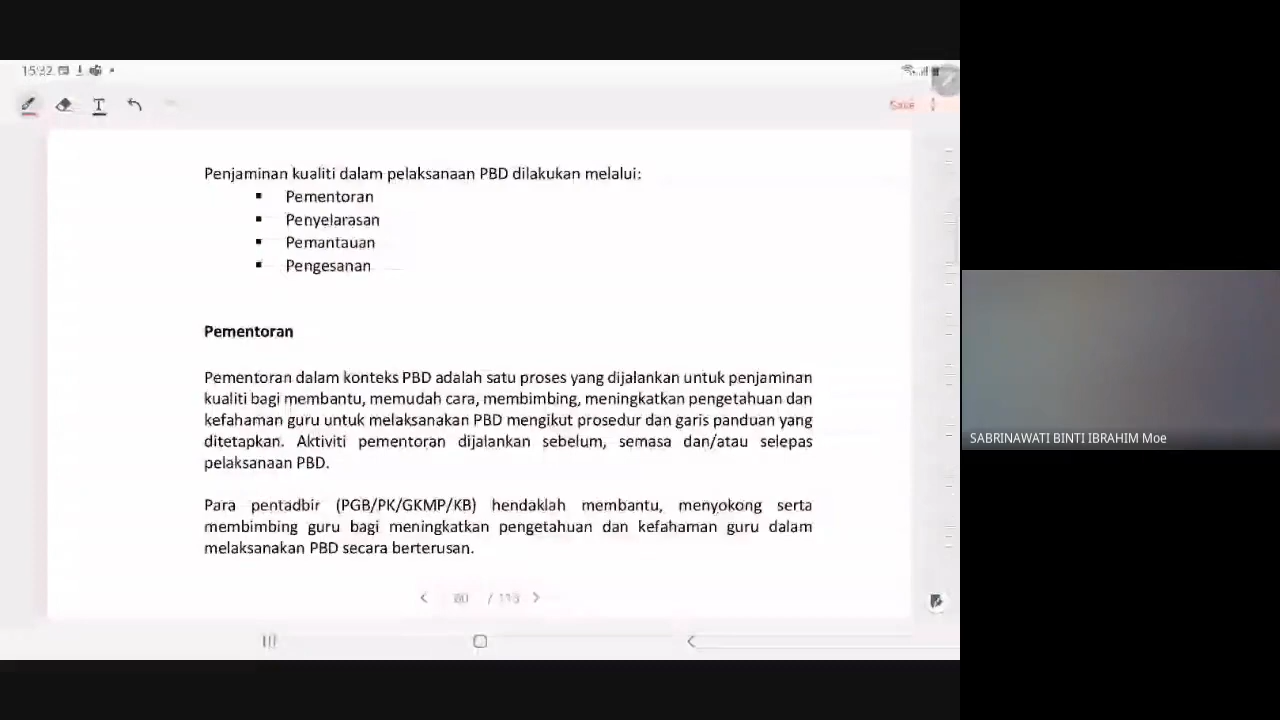 15:32
Save
Penjaminan kualiti dalam pelaksanaan PBD dilakukan melalui:
▪ Pementoran
▪ Penyelarasan
▪ Pemantauan
▪ Pengesanan
Pementoran
Pementoran dalam konteks PBD adalah satu proses yang dijalankan untuk penjaminan
kualiti bagi membantu, memudah cara, membimbing, meningkatkan pengetahuan dan
kefahaman guru untuk melaksanakan PBD mengikut prosedur dan garis panduan yang
ditetapkan. Aktiviti pementoran dijalankan sebelum, semasa dan/atau selepas
pelaksanaan PBD.
Para pentadbir (PGB/PK/GKMP/KB) hendaklah membantu, menyokong serta
membimbing guru bagi meningkatkan pengetahuan dan kefahaman guru dalam
melaksanakan PBD secara berterusan.
SABRINAWATI BINTI IBRAHIM Moe